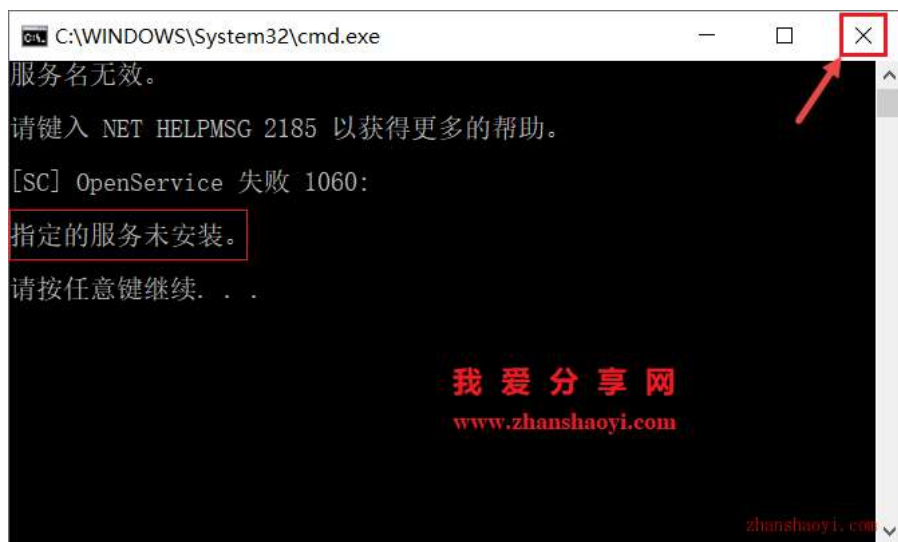 C:\WINDOWS\System32\cmd.exe
服务名无效。
请键入 NET HELPMSG 2185 以获得更多的帮助。
[SC] OpenService 失败 1060:
指定的服务未安装。
请按任意键继续. . .
我爱分享网
www.zhanshaoyi.com
zhanshaoyi.com